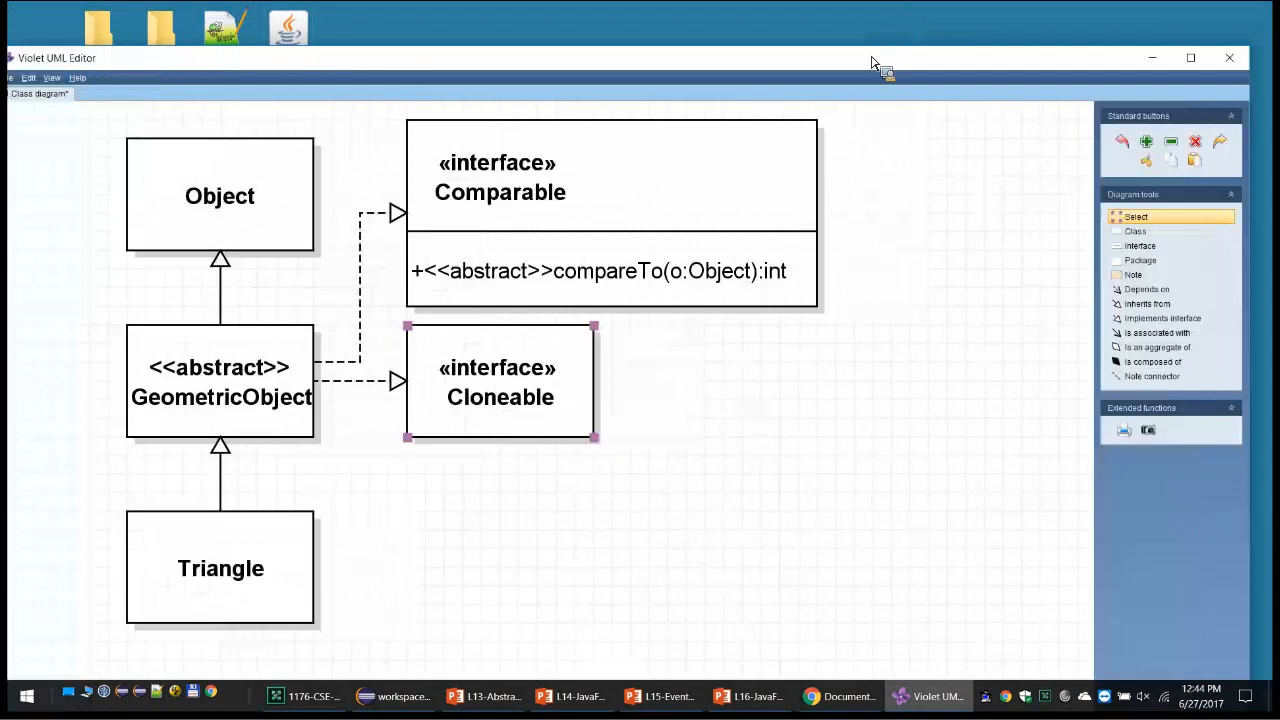 Violet UML Editor
Edit View Help
Class diagram*
Object
«interface»
Comparable
+<<abstract>>compareTo(o:Object):int
<<abstract>>
GeometricObject
«interface»
Cloneable
Triangle
Standard buttons
Diagram tools
Select
Class
Interface
Package
Note
Depends on
Inherits from
Implements interface
Is associated with
Is an aggregate of
Is composed of
Note connector
Extended functions
1176-CSE-...
workspace...
L13-Abstra...
L14-JavaF...
L15-Event...
L16-JavaF...
Document...
Violet UM...
12:44 PM
6/27/2017